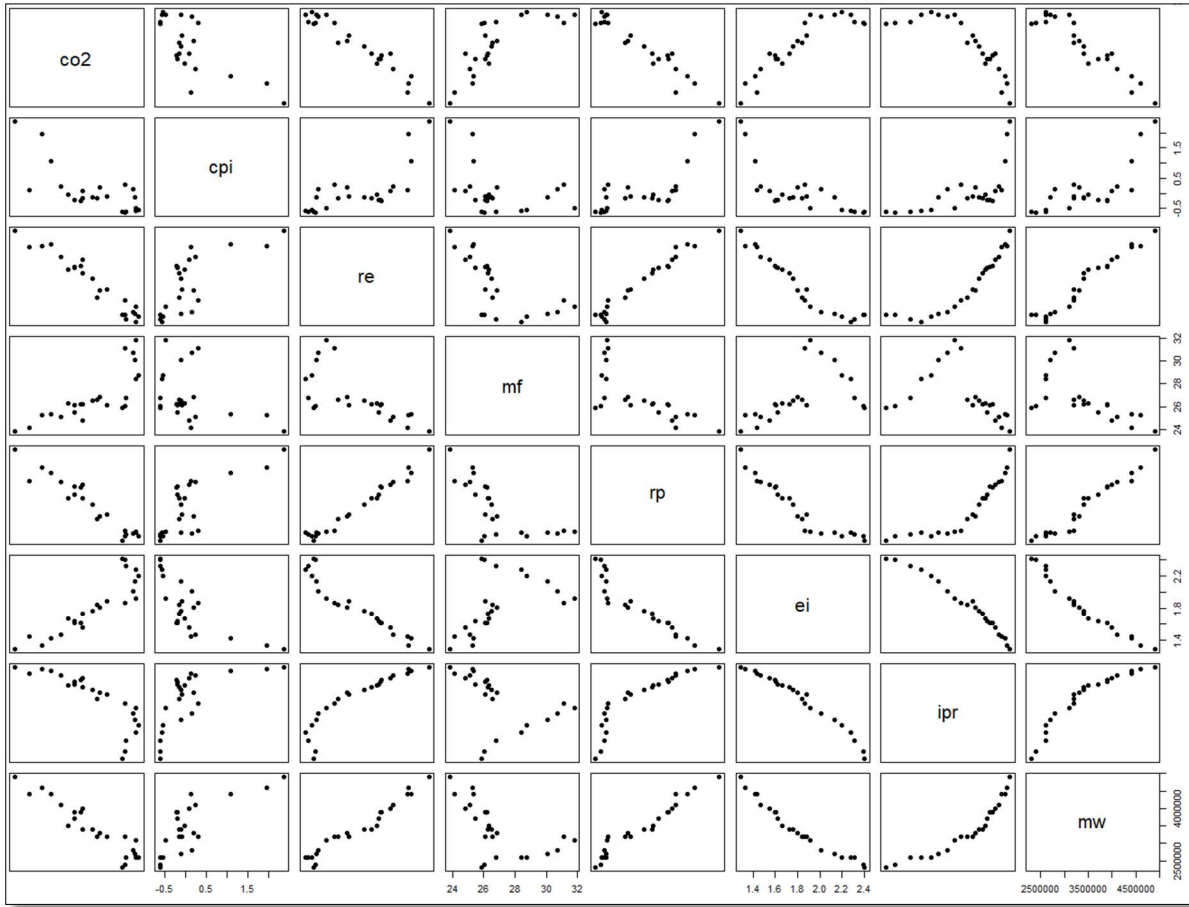 co2
cpi
-0.5 0.5 1.5
re
mf
24 26 28 30 32
rp
ei
1.4 1.8 2.2
ipr
mw
2500000 4000000
-0.5 0.5 1.5
24 26 28 30 32
1.4 1.6 1.8 2.0 2.2 2.4
2500000 3500000 4500000